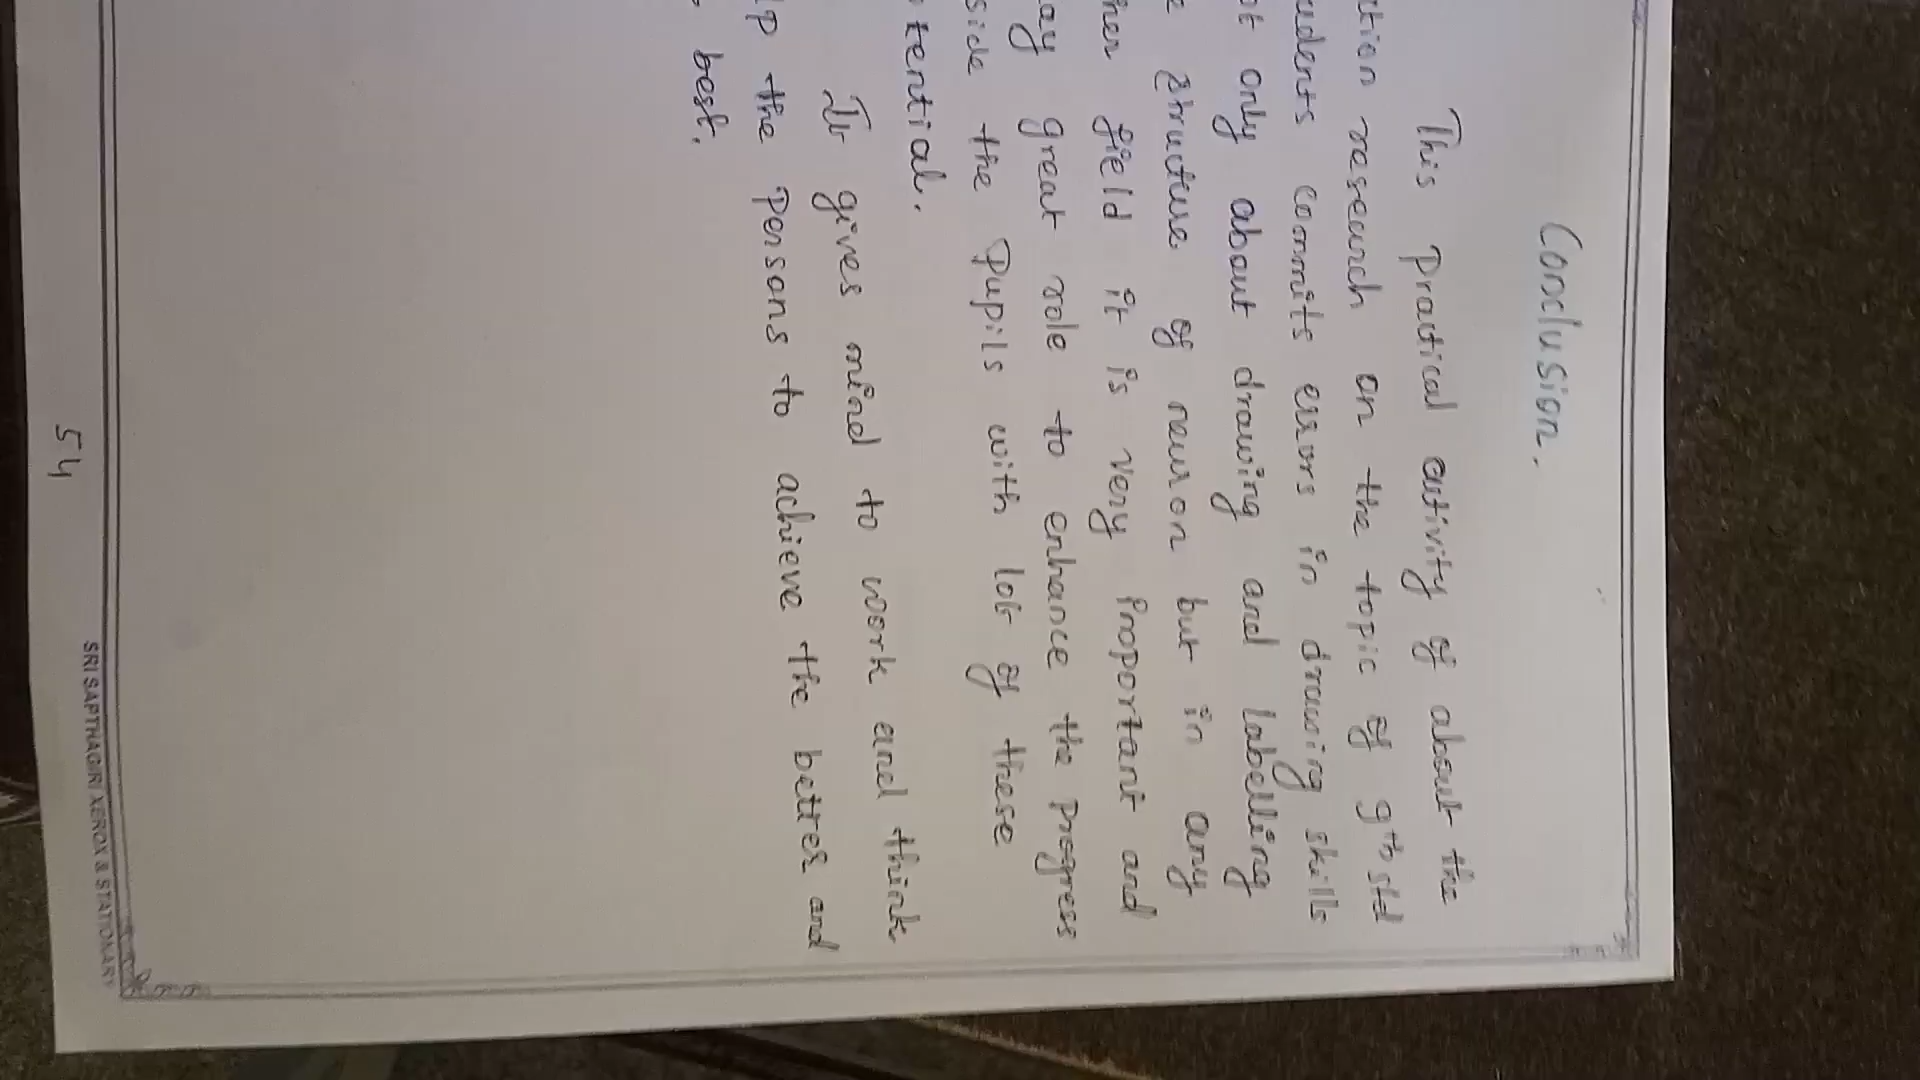 Conclusion.
This practical activity of about the
ction research on the topic of 9th std
udents commits errors in drawing skills
ot only about drawing and labelling
e structure of neuron but in any
her field it is very Proportant and
ay great role to enhance the progress
side the Pupils with lot of these
tential.
It gives mind to work and think
lp the persons to achieve the better and
best.
54
SRI SAPTHAGIRI XEROX & STATIONARY